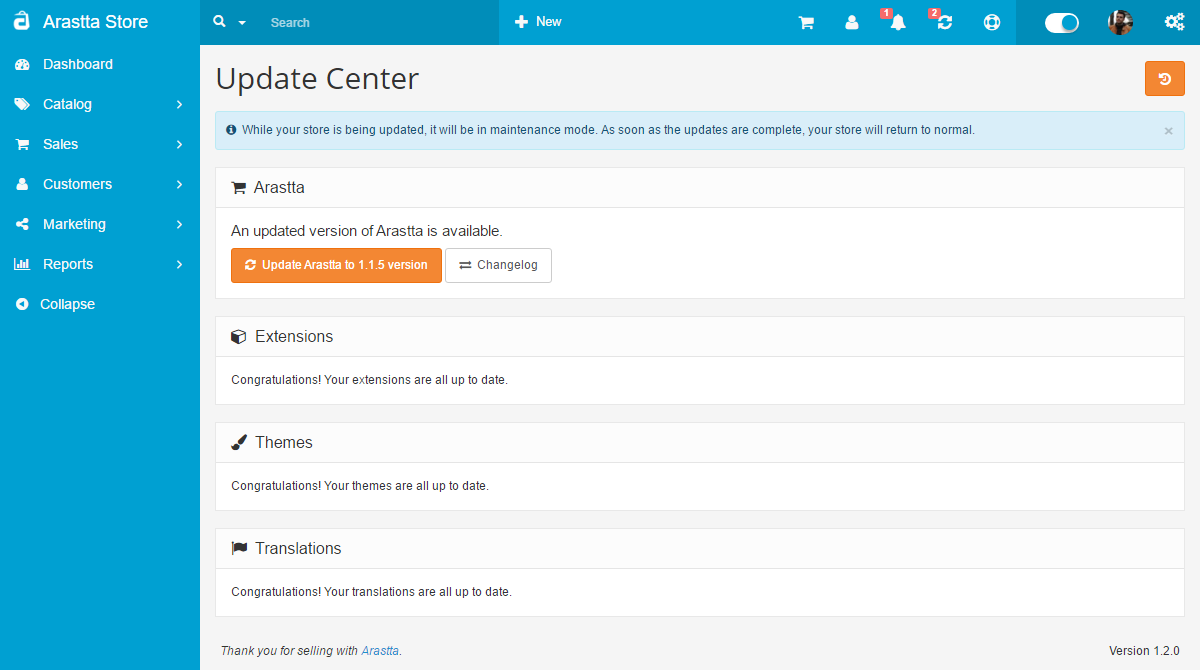 Arastta Store
Search
New
1
2
Dashboard
Catalog
Sales
Customers
Marketing
Reports
Collapse
Update Center
While your store is being updated, it will be in maintenance mode. As soon as the updates are complete, your store will return to normal.
×
Arastta
An updated version of Arastta is available.
Update Arastta to 1.1.5 version
Changelog
Extensions
Congratulations! Your extensions are all up to date.
Themes
Congratulations! Your themes are all up to date.
Translations
Congratulations! Your translations are all up to date.
Thank you for selling with Arastta.
Version 1.2.0